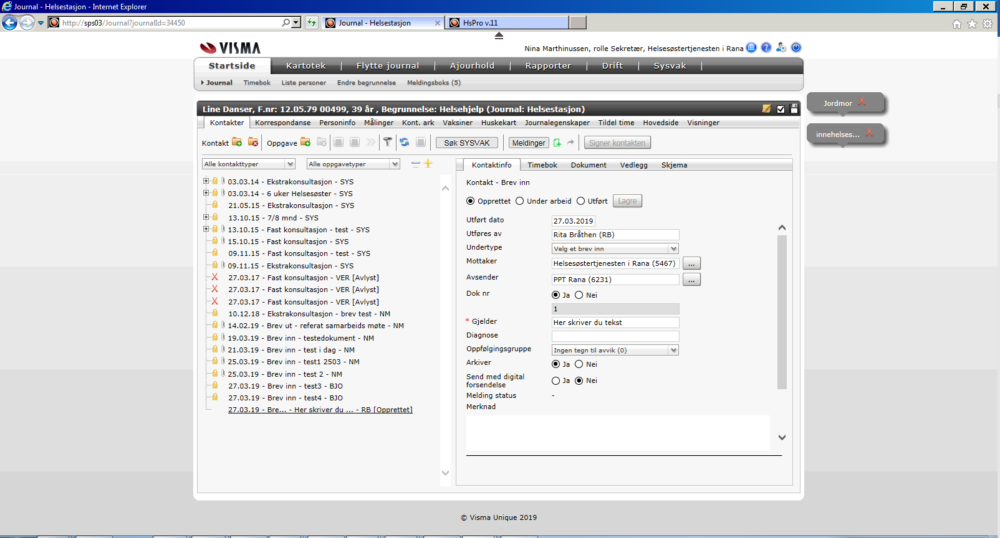 Journal - Helsestasjon - Internet Explorer
http://sps03/Journal?journalId=34450
Journal - Helsestasjon
HsPro v.11
VISMA
Nina Marthinussen, rolle Sekretær, Helsesøstertjenesten i Rana
Startside
Kartotek
Flytte journal
Ajourhold
Rapporter
Drift
Sysvak
Journal
Timebok
Liste personer
Endre begrunnelse
Meldingsboks (5)
Line Danser, F.nr: 12.05.79 00499, 39 år , Begrunnelse: Helsehjelp (Journal: Helsestasjon)
Jordmor
innehelses...
Kontakter
Korrespondanse
Personinfo
Målinger
Kont. ark
Vaksiner
Huskekart
Journalegenskaper
Tildel time
Hovedside
Visninger
Kontakt
Oppgave
Søk SYSVAK
Meldinger
Signer kontakten
Alle kontakttyper
Alle oppgavetyper
03.03.14 - Ekstrakonsultasjon - SYS
03.03.14 - 6 uker Helsesøster - SYS
21.05.15 - Ekstrakonsultasjon - SYS
13.10.15 - 7/8 mnd - SYS
13.10.15 - Fast konsultasjon - test - SYS
15.10.15 - Fast konsultasjon - SYS
09.11.15 - Fast konsultasjon - test - SYS
09.11.15 - Ekstrakonsultasjon - SYS
27.03.17 - Fast konsultasjon - VER [Avlyst]
27.03.17 - Fast konsultasjon - VER [Avlyst]
27.03.17 - Fast konsultasjon - VER [Avlyst]
10.12.18 - Ekstrakonsultasjon - brev test - NM
14.02.19 - Brev ut - referat samarbeids møte - NM
19.03.19 - Brev inn - testedokument - NM
21.03.19 - Brev inn - test i dag - NM
25.03.19 - Brev inn - test1 2503 - NM
25.03.19 - Brev inn - test 2 - NM
27.03.19 - Brev inn - test3 - BJO
27.03.19 - Brev inn - test4 - BJO
27.03.19 - Bre... - Her skriver du ... - RB [Opprettet]
Kontaktinfo
Timebok
Dokument
Vedlegg
Skjema
Kontakt - Brev inn
Opprettet Under arbeid Utført Lagre
Utført dato 27.03.2019
Utføres av Rita Bråthen (RB)
Undertype Velg et brev inn
Mottaker Helsesøstertjenesten i Rana (5467) ...
Avsender PPT Rana (6231) ...
Dok nr Ja Nei
1
* Gjelder Her skriver du tekst
Diagnose
Oppfølgingsgruppe Ingen tegn til avvik (0)
Arkiver Ja Nei
Send med digital forsendelse Ja Nei
Melding status -
Merknad
© Visma Unique 2019